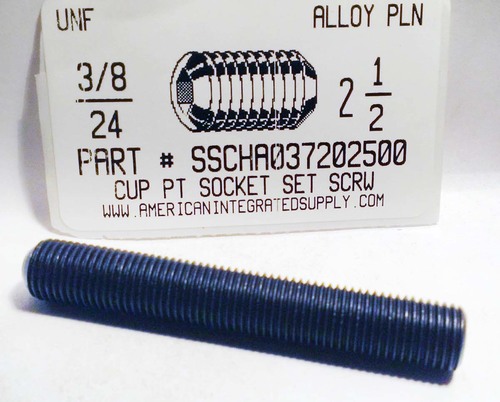 UNF ALLOY PLN
3/8
24
2 1/2
PART # SSCHA037202500
CUP PT SOCKET SET SCRW
WWW.AMERICANINTEGRATEDSUPPLY.COM